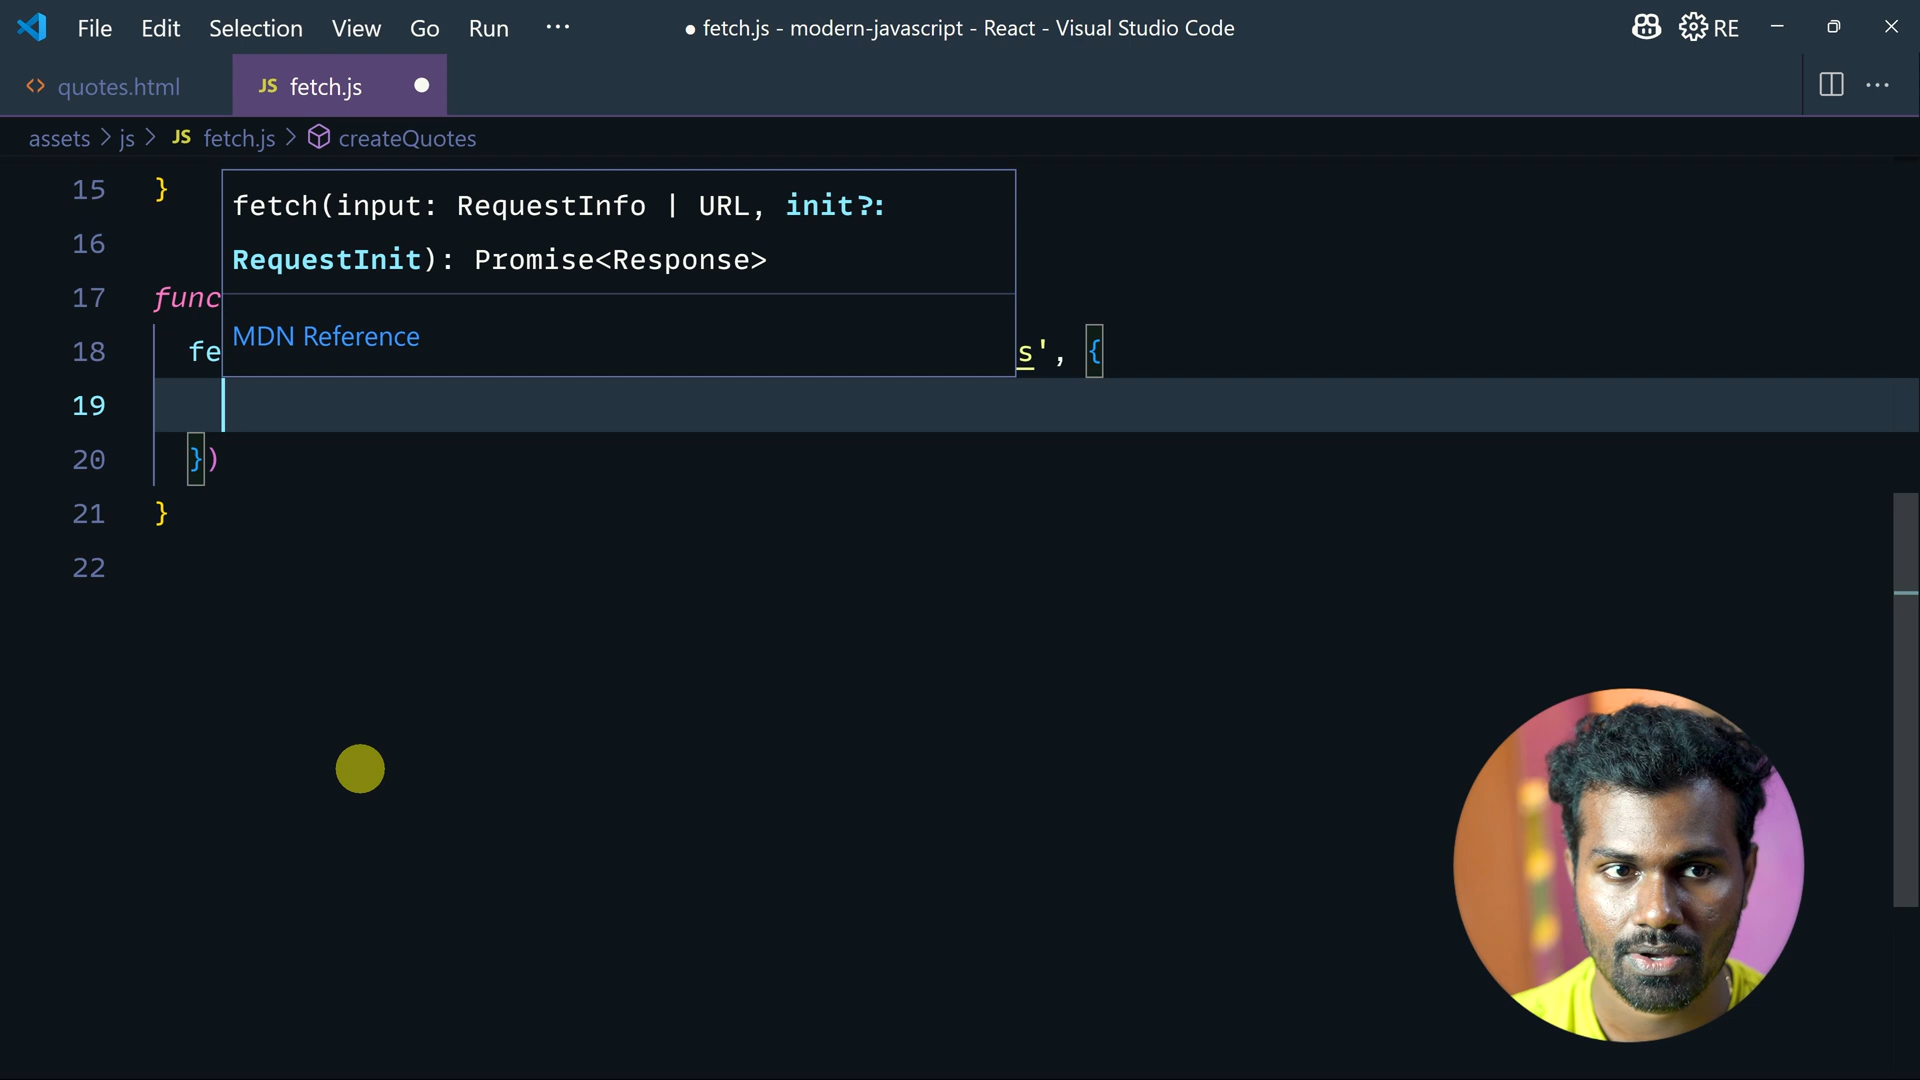 File Edit Selection View Go Run ···
● fetch.js - modern-javascript - React - Visual Studio Code
RE
<> quotes.html
JS fetch.js
assets > js > JS fetch.js > createQuotes
15 }
fetch(input: RequestInfo | URL, init?:
RequestInit): Promise<Response>
MDN Reference
16
17 func
18 fe s', {
19
20 })
21 }
22